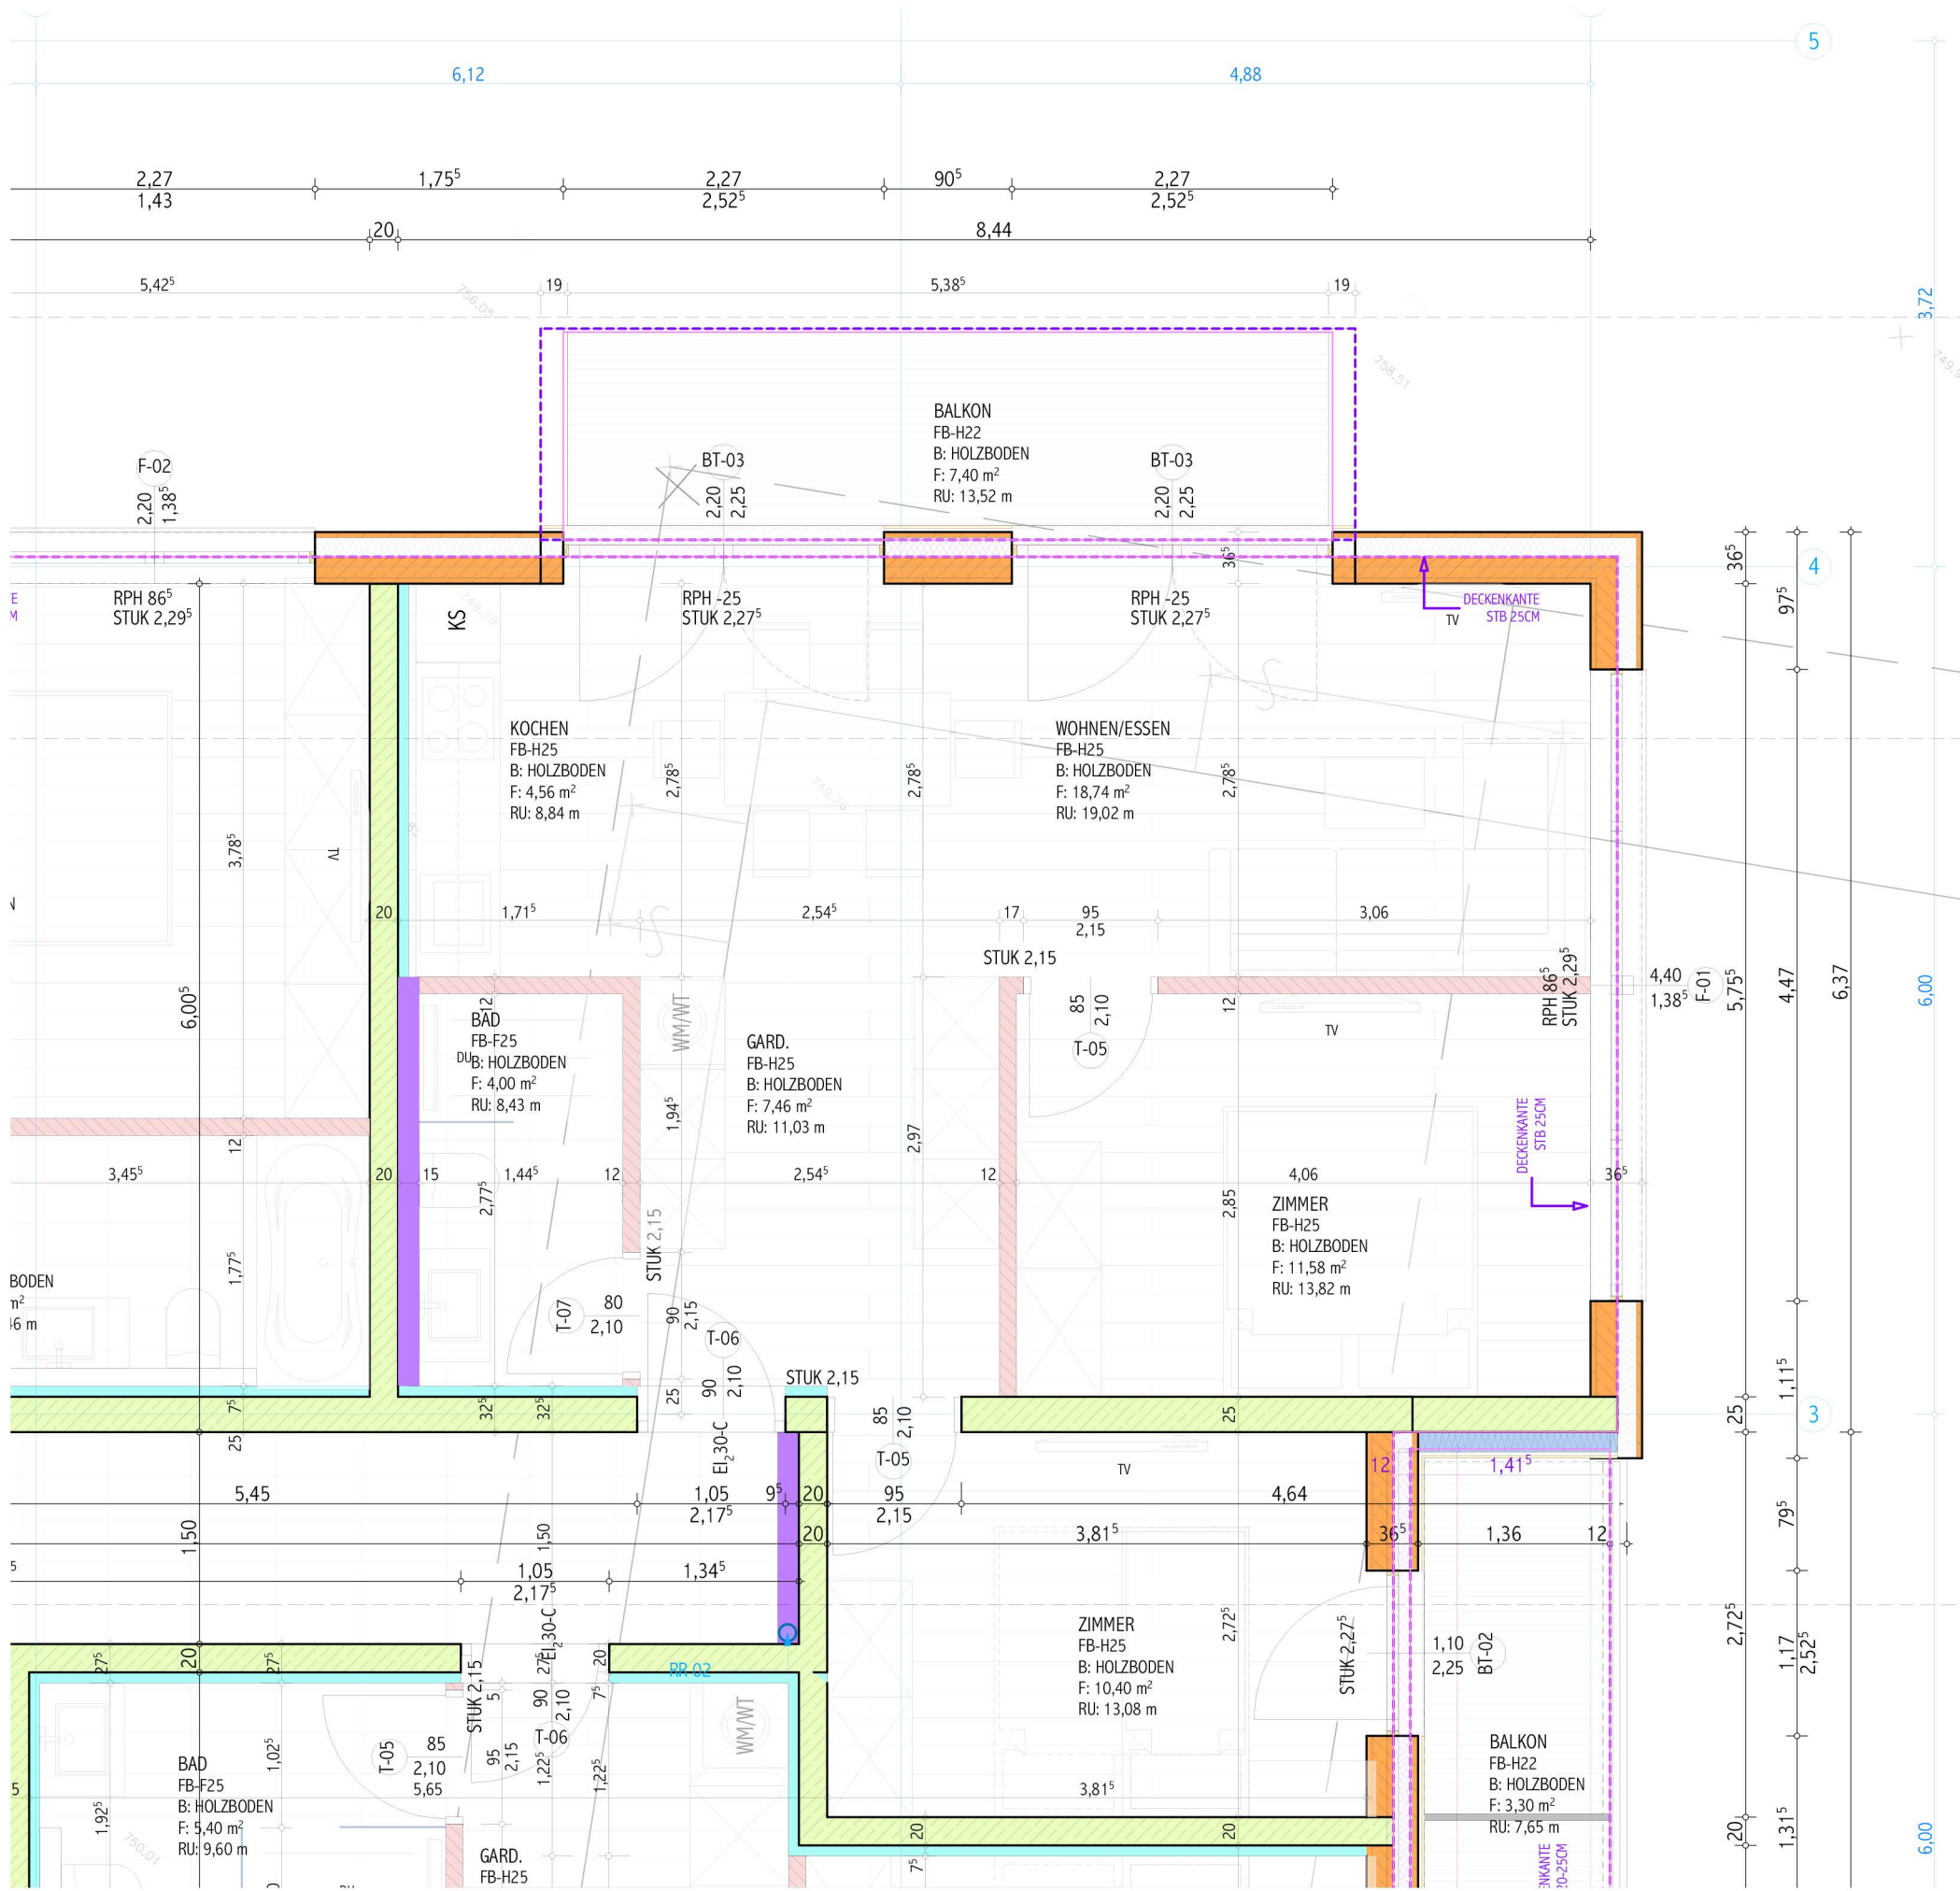 5
6,12
4,88
2,27
1,75⁵
2,27
90⁵
2,27
1,43
2,52⁵
2,52⁵
20
8,44
5,42⁵
19
5,38⁵
19
3,72
756.05
758.51
BALKON
FB-H22
B: HOLZBODEN
F: 7,40 m²
RU: 13,52 m
F-02
2,20
1,38⁵
BT-03
2,20
2,25
BT-03
2,20
2,25
36⁵
36⁵
4
97⁵
RPH 86⁵
STUK 2,29⁵
KS
RPH -25
STUK 2,27⁵
RPH -25
STUK 2,27⁵
DECKENKANTE
STB 25CM
TV
KOCHEN
FB-H25
B: HOLZBODEN
F: 4,56 m²
RU: 8,84 m
WOHNEN/ESSEN
FB-H25
B: HOLZBODEN
F: 18,74 m²
RU: 19,02 m
2,78⁵
2,78⁵
2,78⁵
749.78
3,78⁵
TV
20
1,71⁵
2,54⁵
17
95
2,15
3,06
STUK 2,15
RPH 86⁵
STUK 2,29⁵
4,40
1,38⁵
F-01
5,75⁵
4,47
6,37
6,00
6,00⁵
12
BAD
FB-F25
DU
B: HOLZBODEN
F: 4,00 m²
RU: 8,43 m
WM/WT
GARD.
FB-H25
B: HOLZBODEN
F: 7,46 m²
RU: 11,03 m
85
2,10
T-05
12
TV
1,94⁵
2,97
DECKENKANTE
STB 25CM
12
3,45⁵
20
15
1,44⁵
12
2,54⁵
12
4,06
36⁵
2,77⁵
2,85
ZIMMER
FB-H25
B: HOLZBODEN
F: 11,58 m²
RU: 13,82 m
STUK 2,15
1,77⁵
BODEN
m²
46 m
T-07
80
2,10
90
2,15
T-06
90
2,10
STUK 2,15
1,11⁵
7⁵
32⁵
32⁵
25
25
85
2,10
T-05
25
25
3
EI₂30-C
TV
12
1,41⁵
5,45
1,05
2,17⁵
9⁵
20
95
2,15
4,64
79⁵
1,50
1,50
20
3,81⁵
36⁵
1,36
12
5
1,05
2,17⁵
1,34⁵
EI₂30-C
20
27⁵
27⁵
27⁵
20
RR 02
ZIMMER
FB-H25
B: HOLZBODEN
F: 10,40 m²
RU: 13,08 m
2,72⁵
STUK 2,27⁵
1,10
2,25
BT-02
2,72⁵
1,17
2,52⁵
STUK 2,15
5
90
2,10
7⁵
WM/WT
T-06
T-05
85
2,10
5,65
95
2,15
1,22⁵
1,22⁵
1,02⁵
BAD
FB-F25
B: HOLZBODEN
F: 5,40 m²
RU: 9,60 m
1,92⁵
750.01
3,81⁵
BALKON
FB-H22
B: HOLZBODEN
F: 3,30 m²
RU: 7,65 m
20
20
7⁵
20
1,31⁵
6,00
GARD.
FB-H25
ENKANTE
20-25CM